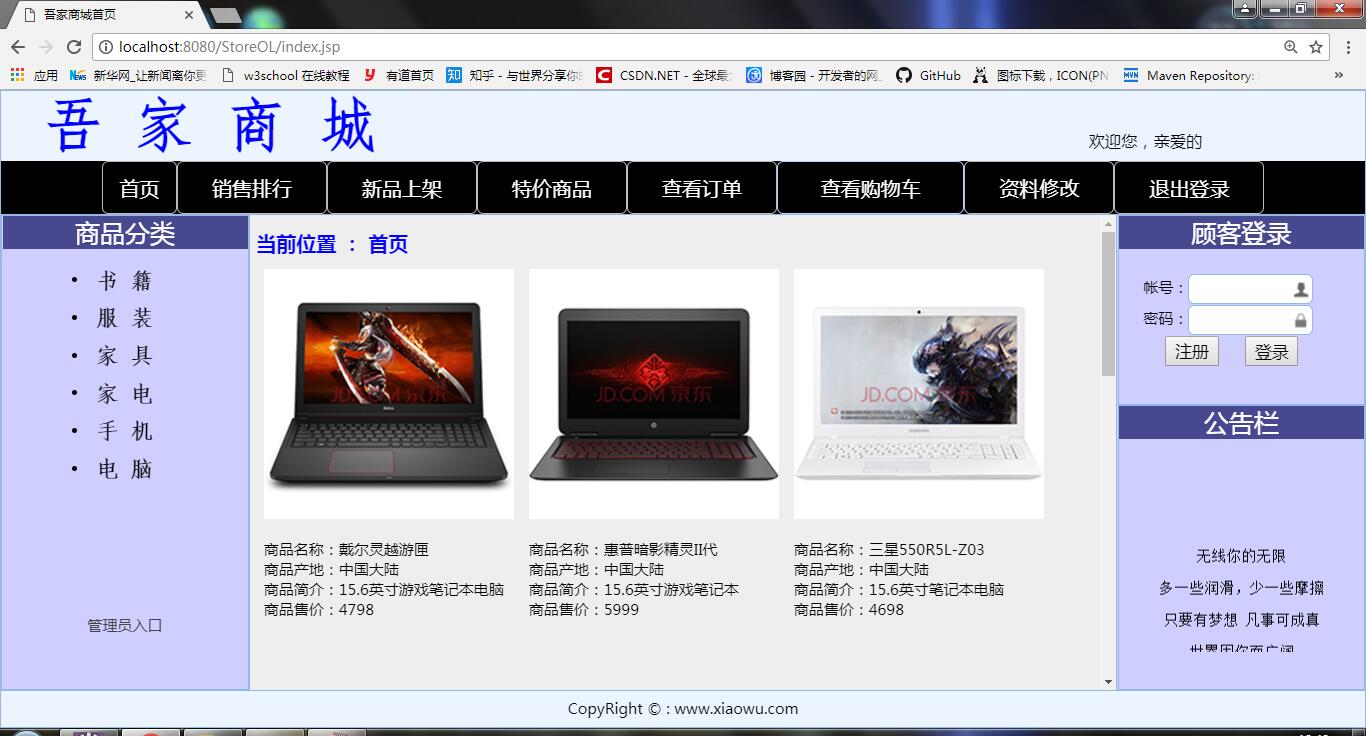 吾家商城首页
localhost:8080/StoreOL/index.jsp
应用 新华网_让新闻离你更 w3school 在线教程 有道首页 知乎 - 与世界分享你 CSDN.NET - 全球最 博客园 - 开发者的网 GitHub 图标下载，ICON(PN Maven Repository: »
吾家商城
欢迎您，亲爱的
首页 销售排行 新品上架 特价商品 查看订单 查看购物车 资料修改 退出登录
商品分类
• 书 籍
• 服 装
• 家 具
• 家 电
• 手 机
• 电 脑
管理员入口
当前位置 ： 首页
JD.COM 京东
商品名称：戴尔灵越游匣
商品产地：中国大陆
商品简介：15.6英寸游戏笔记本电脑
商品售价：4798
JD.COM 京东
商品名称：惠普暗影精灵II代
商品产地：中国大陆
商品简介：15.6英寸游戏笔记本
商品售价：5999
JD.COM 京东
商品名称：三星550R5L-Z03
商品产地：中国大陆
商品简介：15.6英寸笔记本电脑
商品售价：4698
顾客登录
帐号：
密码：
注册 登录
公告栏
无线你的无限
多一些润滑，少一些摩擦
只要有梦想 凡事可成真
世界因你而广阔
CopyRight © : www.xiaowu.com